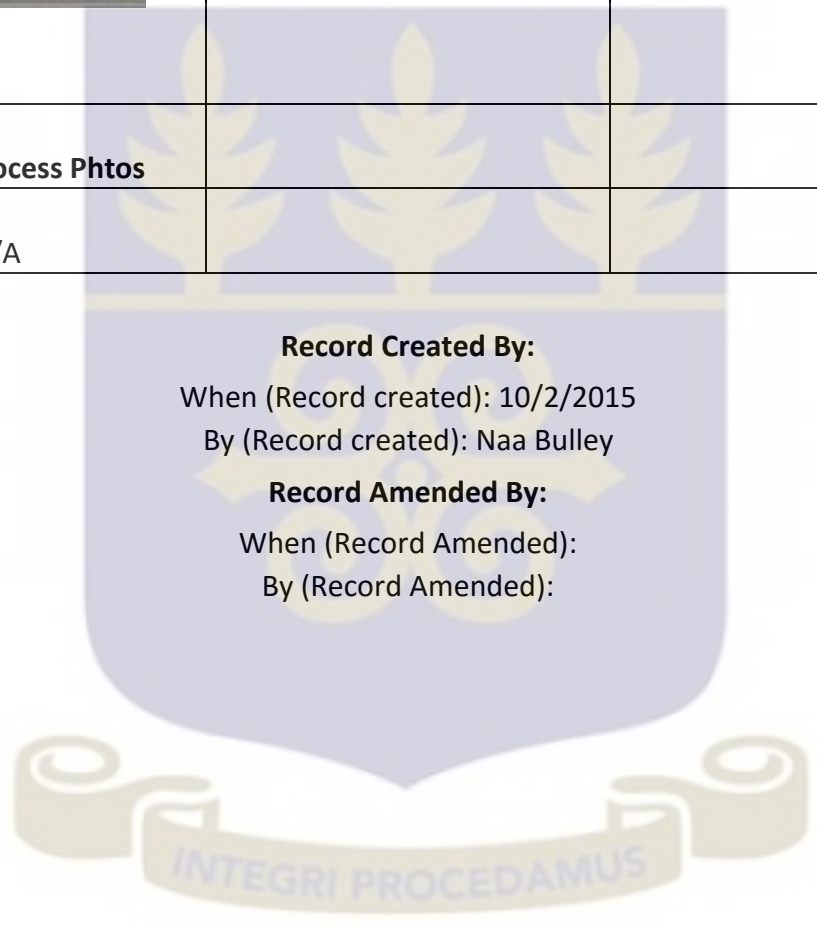 ocess Phtos
/A
Record Created By:
When (Record created): 10/2/2015
By (Record created): Naa Bulley
Record Amended By:
When (Record Amended):
By (Record Amended):
INTEGRI PROCEDAMUS